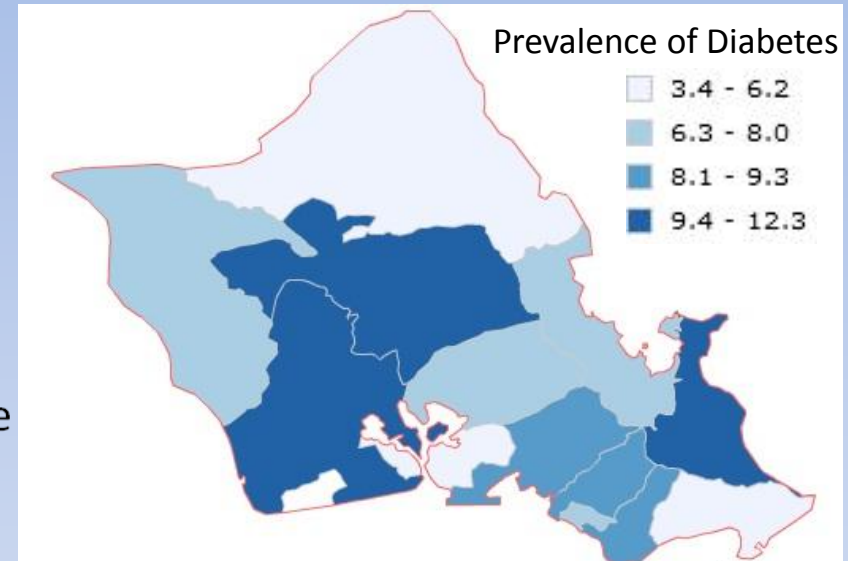 Prevalence of Diabetes
3.4 - 6.2
6.3 - 8.0
8.1 - 9.3
9.4 - 12.3
e